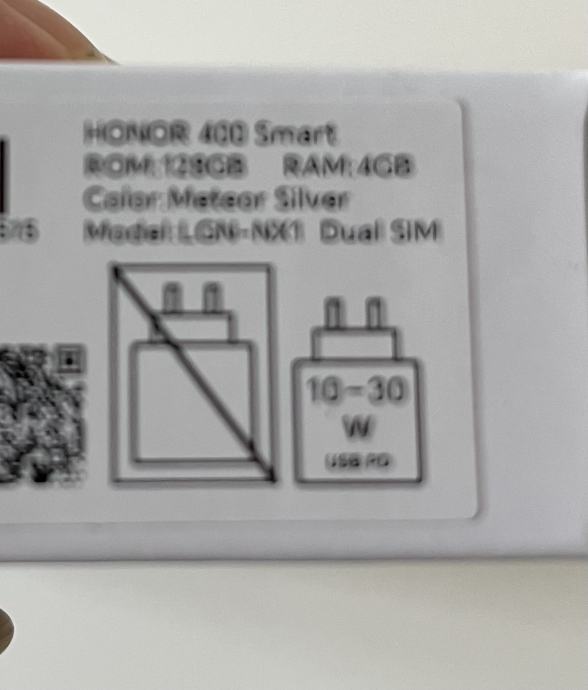 HONOR 400 Smart
ROM:128GB RAM:4GB
Color:Meteor Silver
Model:LGN-NX1 Dual SIM
10-30
W
USB PD